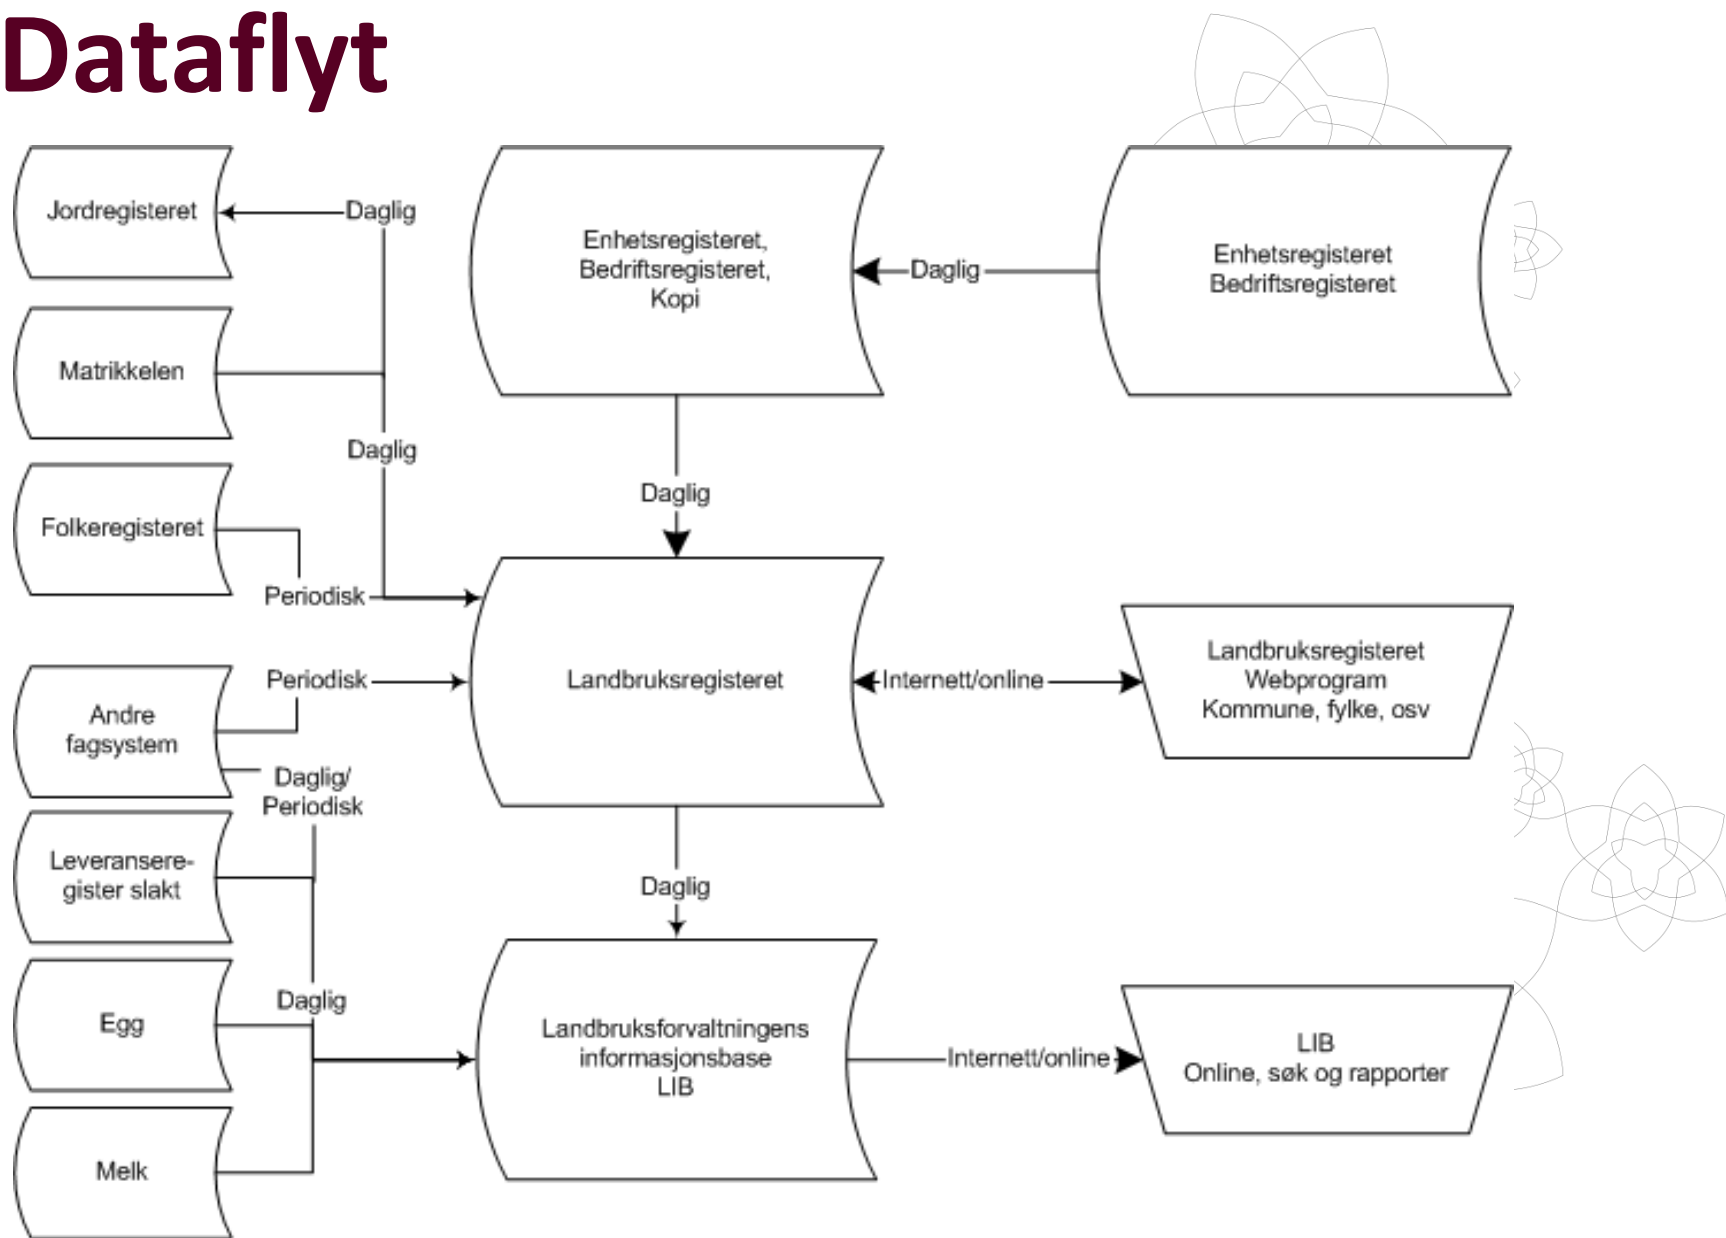 Dataflyt
Jordregisteret
Daglig
Enhetsregisteret,
Bedriftsregisteret,
Kopi
Daglig
Enhetsregisteret
Bedriftsregisteret
Matrikkelen
Daglig
Daglig
Folkeregisteret
Periodisk
Periodisk
Landbruksregisteret
Internett/online
Landbruksregisteret
Webprogram
Kommune, fylke, osv
Andre
fagsystem
Daglig/
Periodisk
Leveransere-
gister slakt
Daglig
Egg
Daglig
Landbruksforvaltningens
informasjonsbase
LIB
Internett/online
LIB
Online, søk og rapporter
Melk